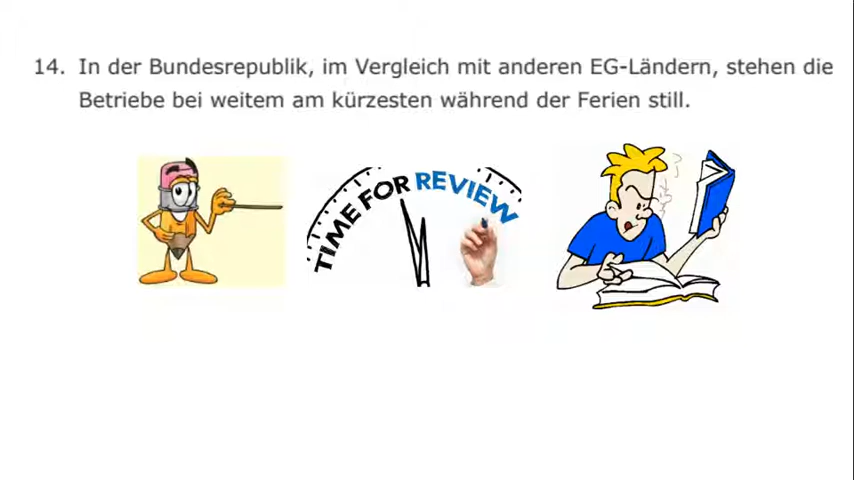 14. In der Bundesrepublik, im Vergleich mit anderen EG-Ländern, stehen die
Betriebe bei weitem am kürzesten während der Ferien still.
TIME FOR REVIEW